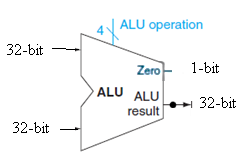 4 ALU operation
32-bit
Zero 1-bit
ALU ALU
result 32-bit
32-bit